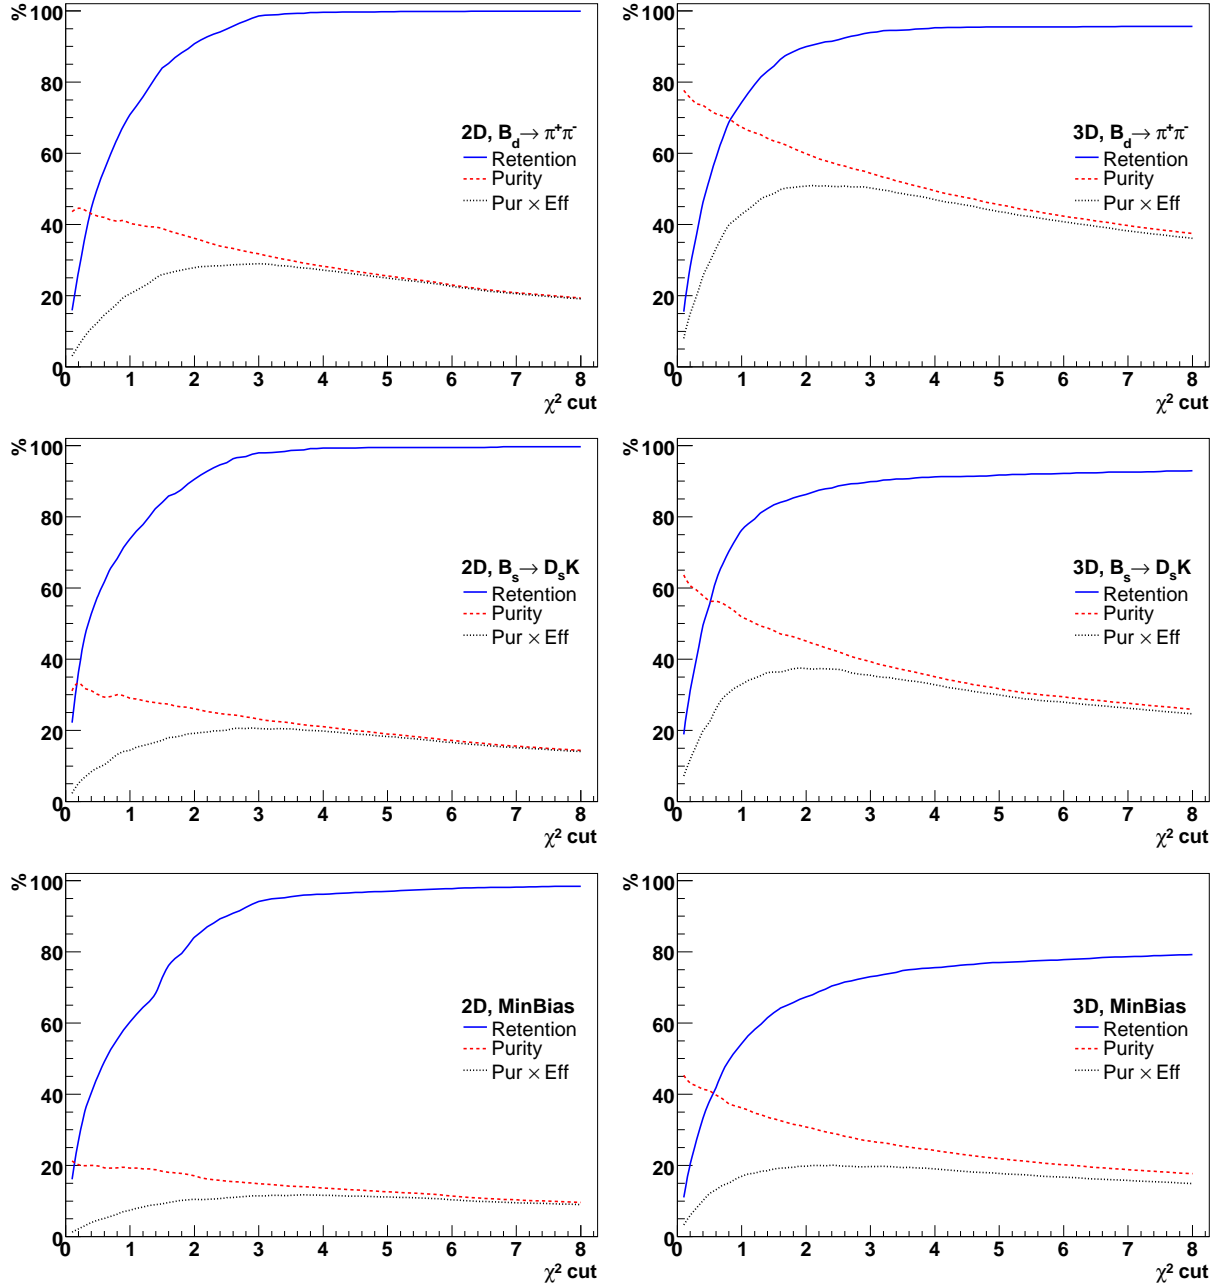 %
100
80
60
40
20
0
2D, B_d → π⁺π⁻
Retention
Purity
Pur × Eff
0 1 2 3 4 5 6 7 8
χ² cut
%
100
80
60
40
20
0
3D, B_d → π⁺π⁻
Retention
Purity
Pur × Eff
0 1 2 3 4 5 6 7 8
χ² cut
%
100
80
60
40
20
0
2D, B_s → D_sK
Retention
Purity
Pur × Eff
0 1 2 3 4 5 6 7 8
χ² cut
%
100
80
60
40
20
0
3D, B_s → D_sK
Retention
Purity
Pur × Eff
0 1 2 3 4 5 6 7 8
χ² cut
%
100
80
60
40
20
0
2D, MinBias
Retention
Purity
Pur × Eff
0 1 2 3 4 5 6 7 8
χ² cut
%
100
80
60
40
20
0
3D, MinBias
Retention
Purity
Pur × Eff
0 1 2 3 4 5 6 7 8
χ² cut